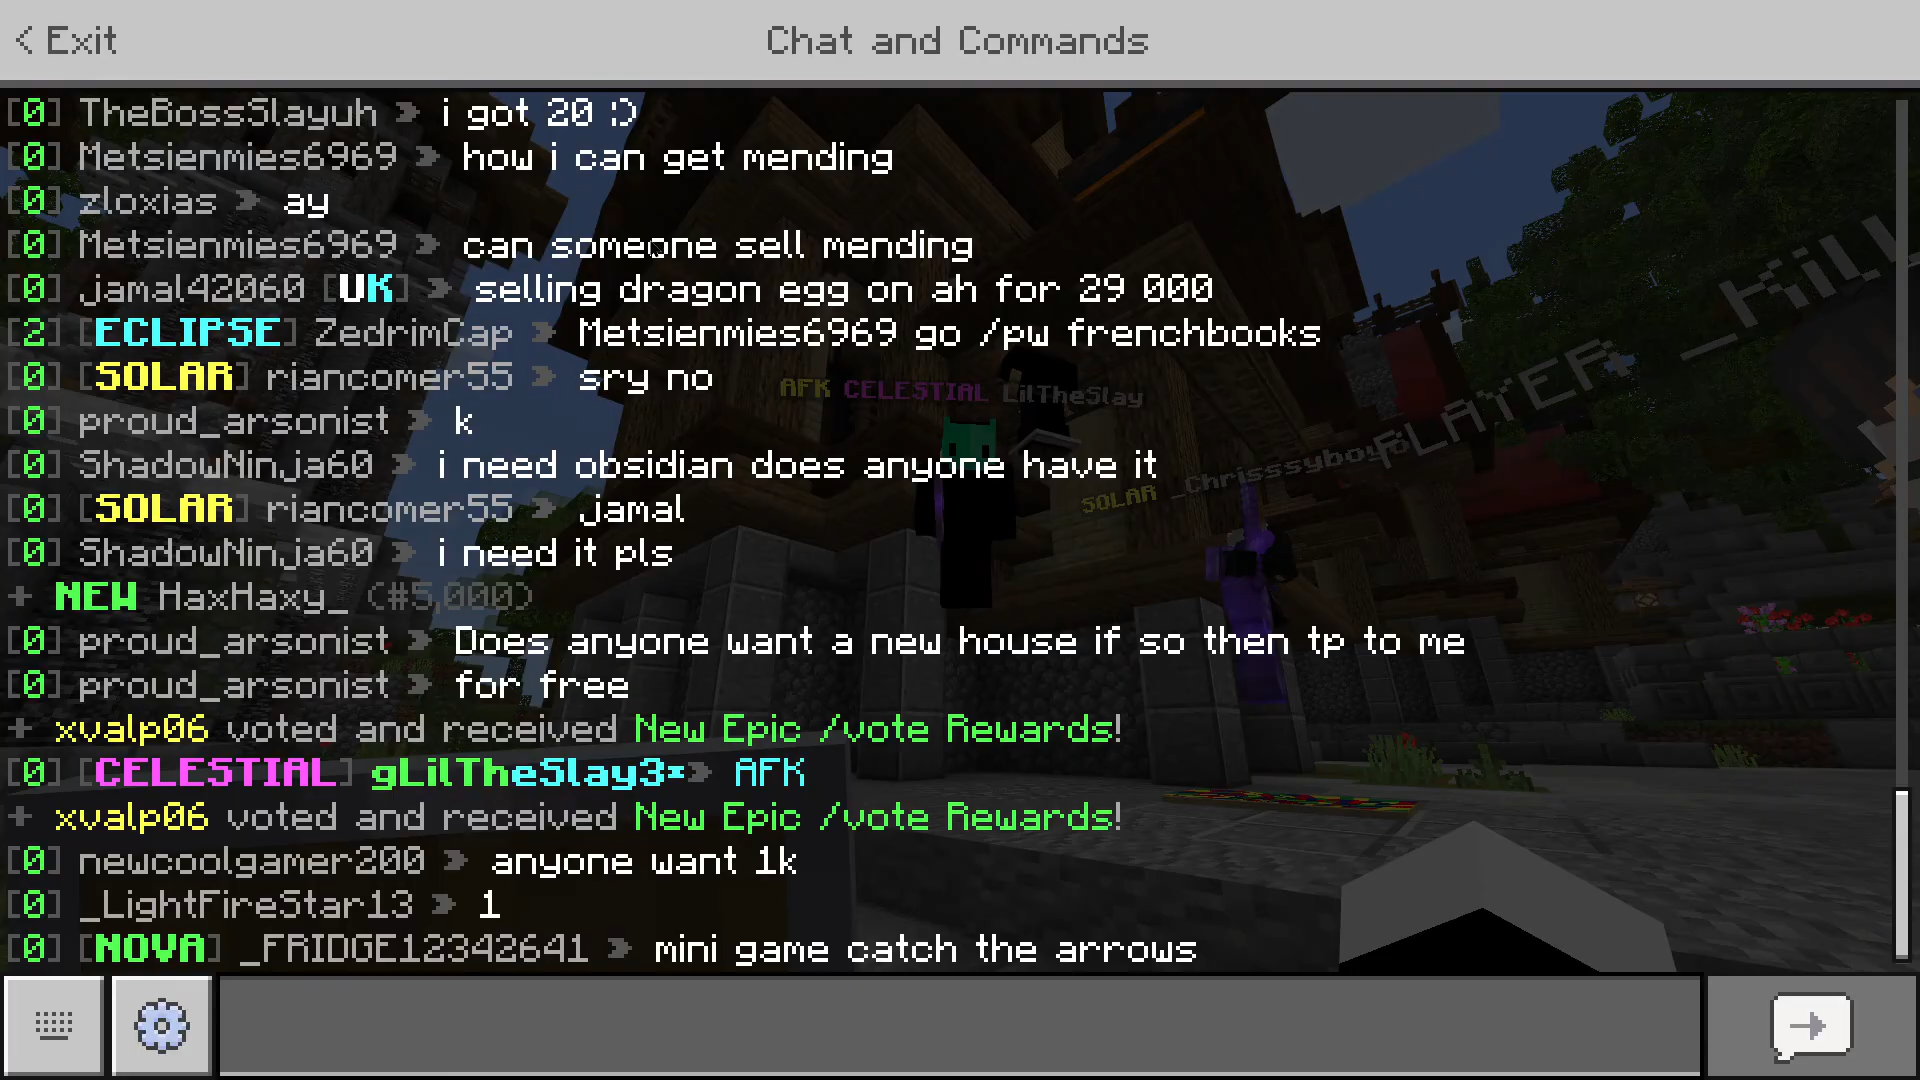 < Exit
Chat and Commands
[0] TheBossSlayuh » i got 20 :D
[0] Metsienmies6969 » how i can get mending
[0] zloxias » ay
[0] Metsienmies6969 » can someone sell mending
[0] jamal42060 [UK] » selling dragon egg on ah for 29 000
[2] [ECLIPSE] ZedrimCap » Metsienmies6969 go /pw frenchbooks
[0] [SOLAR] riancomer55 » sry no
AFK CELESTIAL LilTheSlay
[0] proud_arsonist » k
[0] ShadowNinja60 » i need obsidian does anyone have it
SOLAR _Chrisssyboy
[0] [SOLAR] riancomer55 » jamal
[0] ShadowNinja60 » i need it pls
+ NEW HaxHaxy_ (#5,000)
[0] proud_arsonist » Does anyone want a new house if so then tp to me
[0] proud_arsonist » for free
+ xvalp06 voted and received New Epic /vote Rewards!
[0] [CELESTIAL] gLilTheSlay3* » AFK
+ xvalp06 voted and received New Epic /vote Rewards!
[0] newcoolgamer200 » anyone want 1k
[0] _LightFireStar13 » 1
[0] [NOVA] _FRIDGE12342641 » mini game catch the arrows